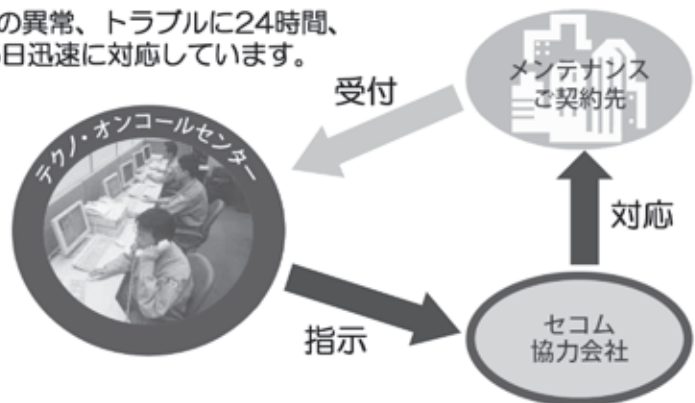 の異常、トラブルに24時間、
日迅速に対応しています。
受付
メンテナンス
ご契約先
テクノ・オンコールセンター
対応
指示
セコム
協力会社